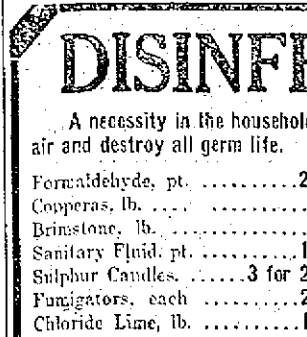 DISINFE
A necessity in the househol
air and destroy all germ life.
Formaldehyde, pt. ..........2
Copperas, lb. ..... ..........
Brimstone, lb. ..............
Sanitary Fluid, pt. ..........1
Sulphur Candles. ......3 for 2
Fumigators, each ..........2
Chloride Lime, lb. ..........1